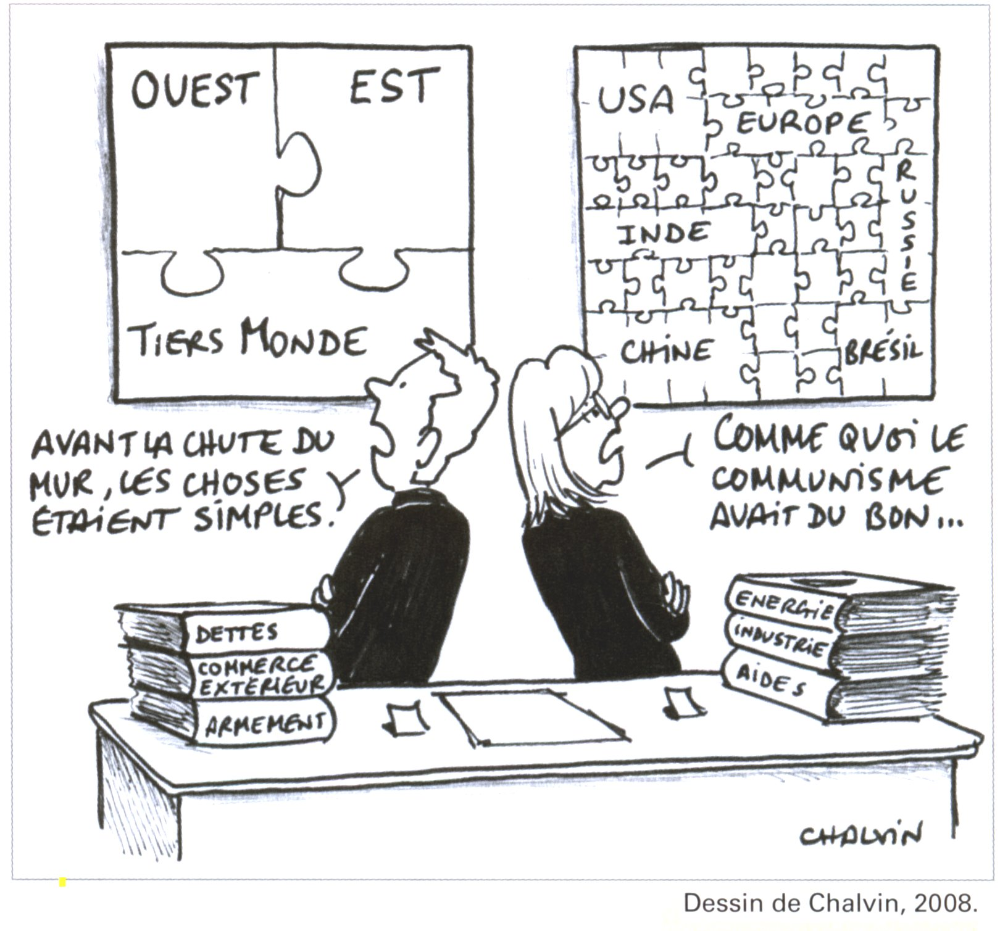 OUEST
EST
TIERS MONDE
USA
EUROPE
RUSSIE
INDE
CHINE
BRÉSIL
AVANT LA CHUTE DU
MUR, LES CHOSES
ÉTAIENT SIMPLES.
COMME QUOI LE
COMMUNISME
AVAIT DU BON...
DETTES
COMMERCE
EXTÉRIEUR
ARMEMENT
ENERGIE
INDUSTRIE
AIDES
CHALVIN
Dessin de Chalvin, 2008.